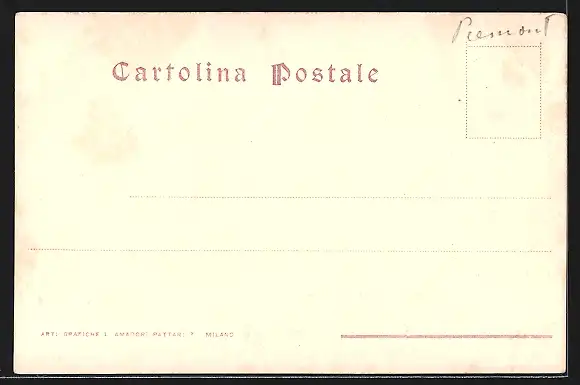 Piemont
Cartolina Postale
ARTI GRAFICHE L. AMADORI PATTARI 7 MILANO